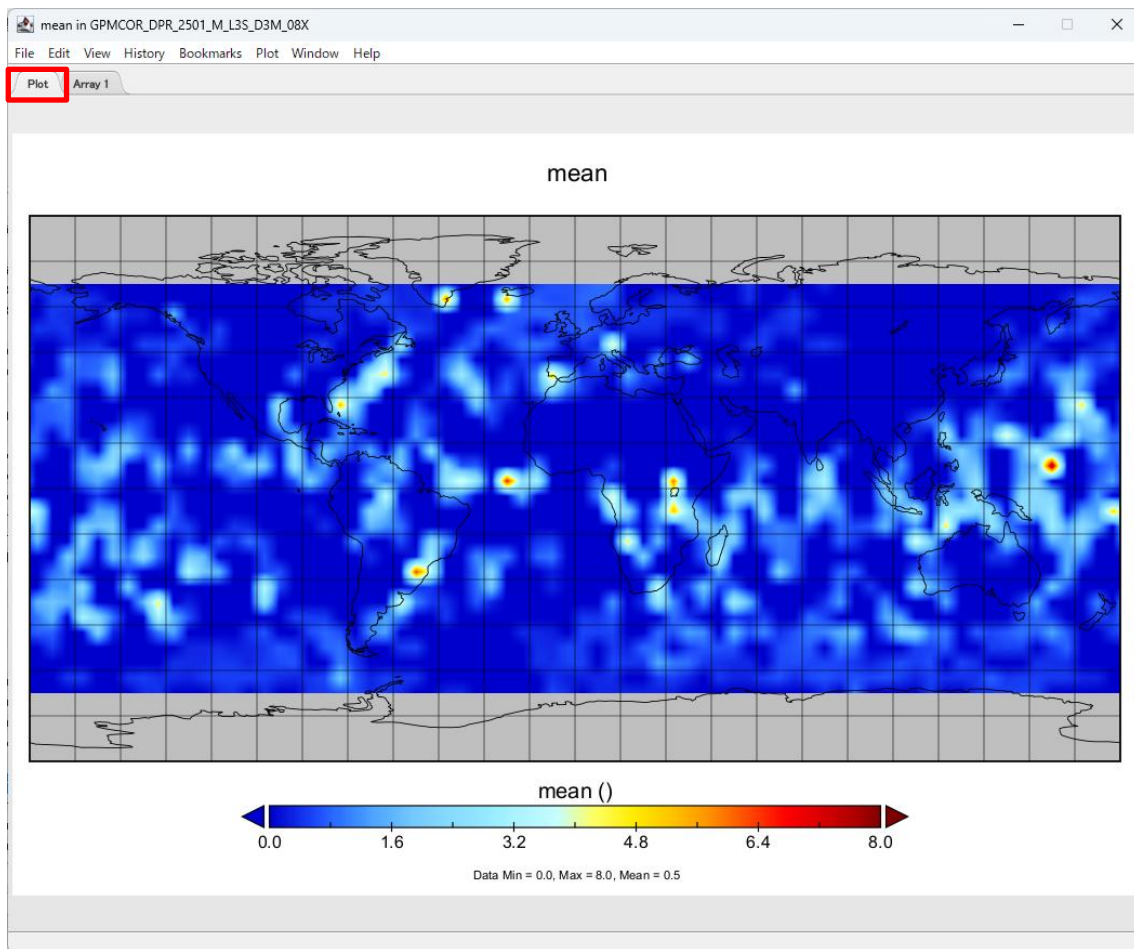 mean in GPMCOR_DPR_2501_M_L3S_D3M_08X
File Edit View History Bookmarks Plot Window Help
Plot Array 1
mean
mean ()
0.0 1.6 3.2 4.8 6.4 8.0
Data Min = 0.0, Max = 8.0, Mean = 0.5